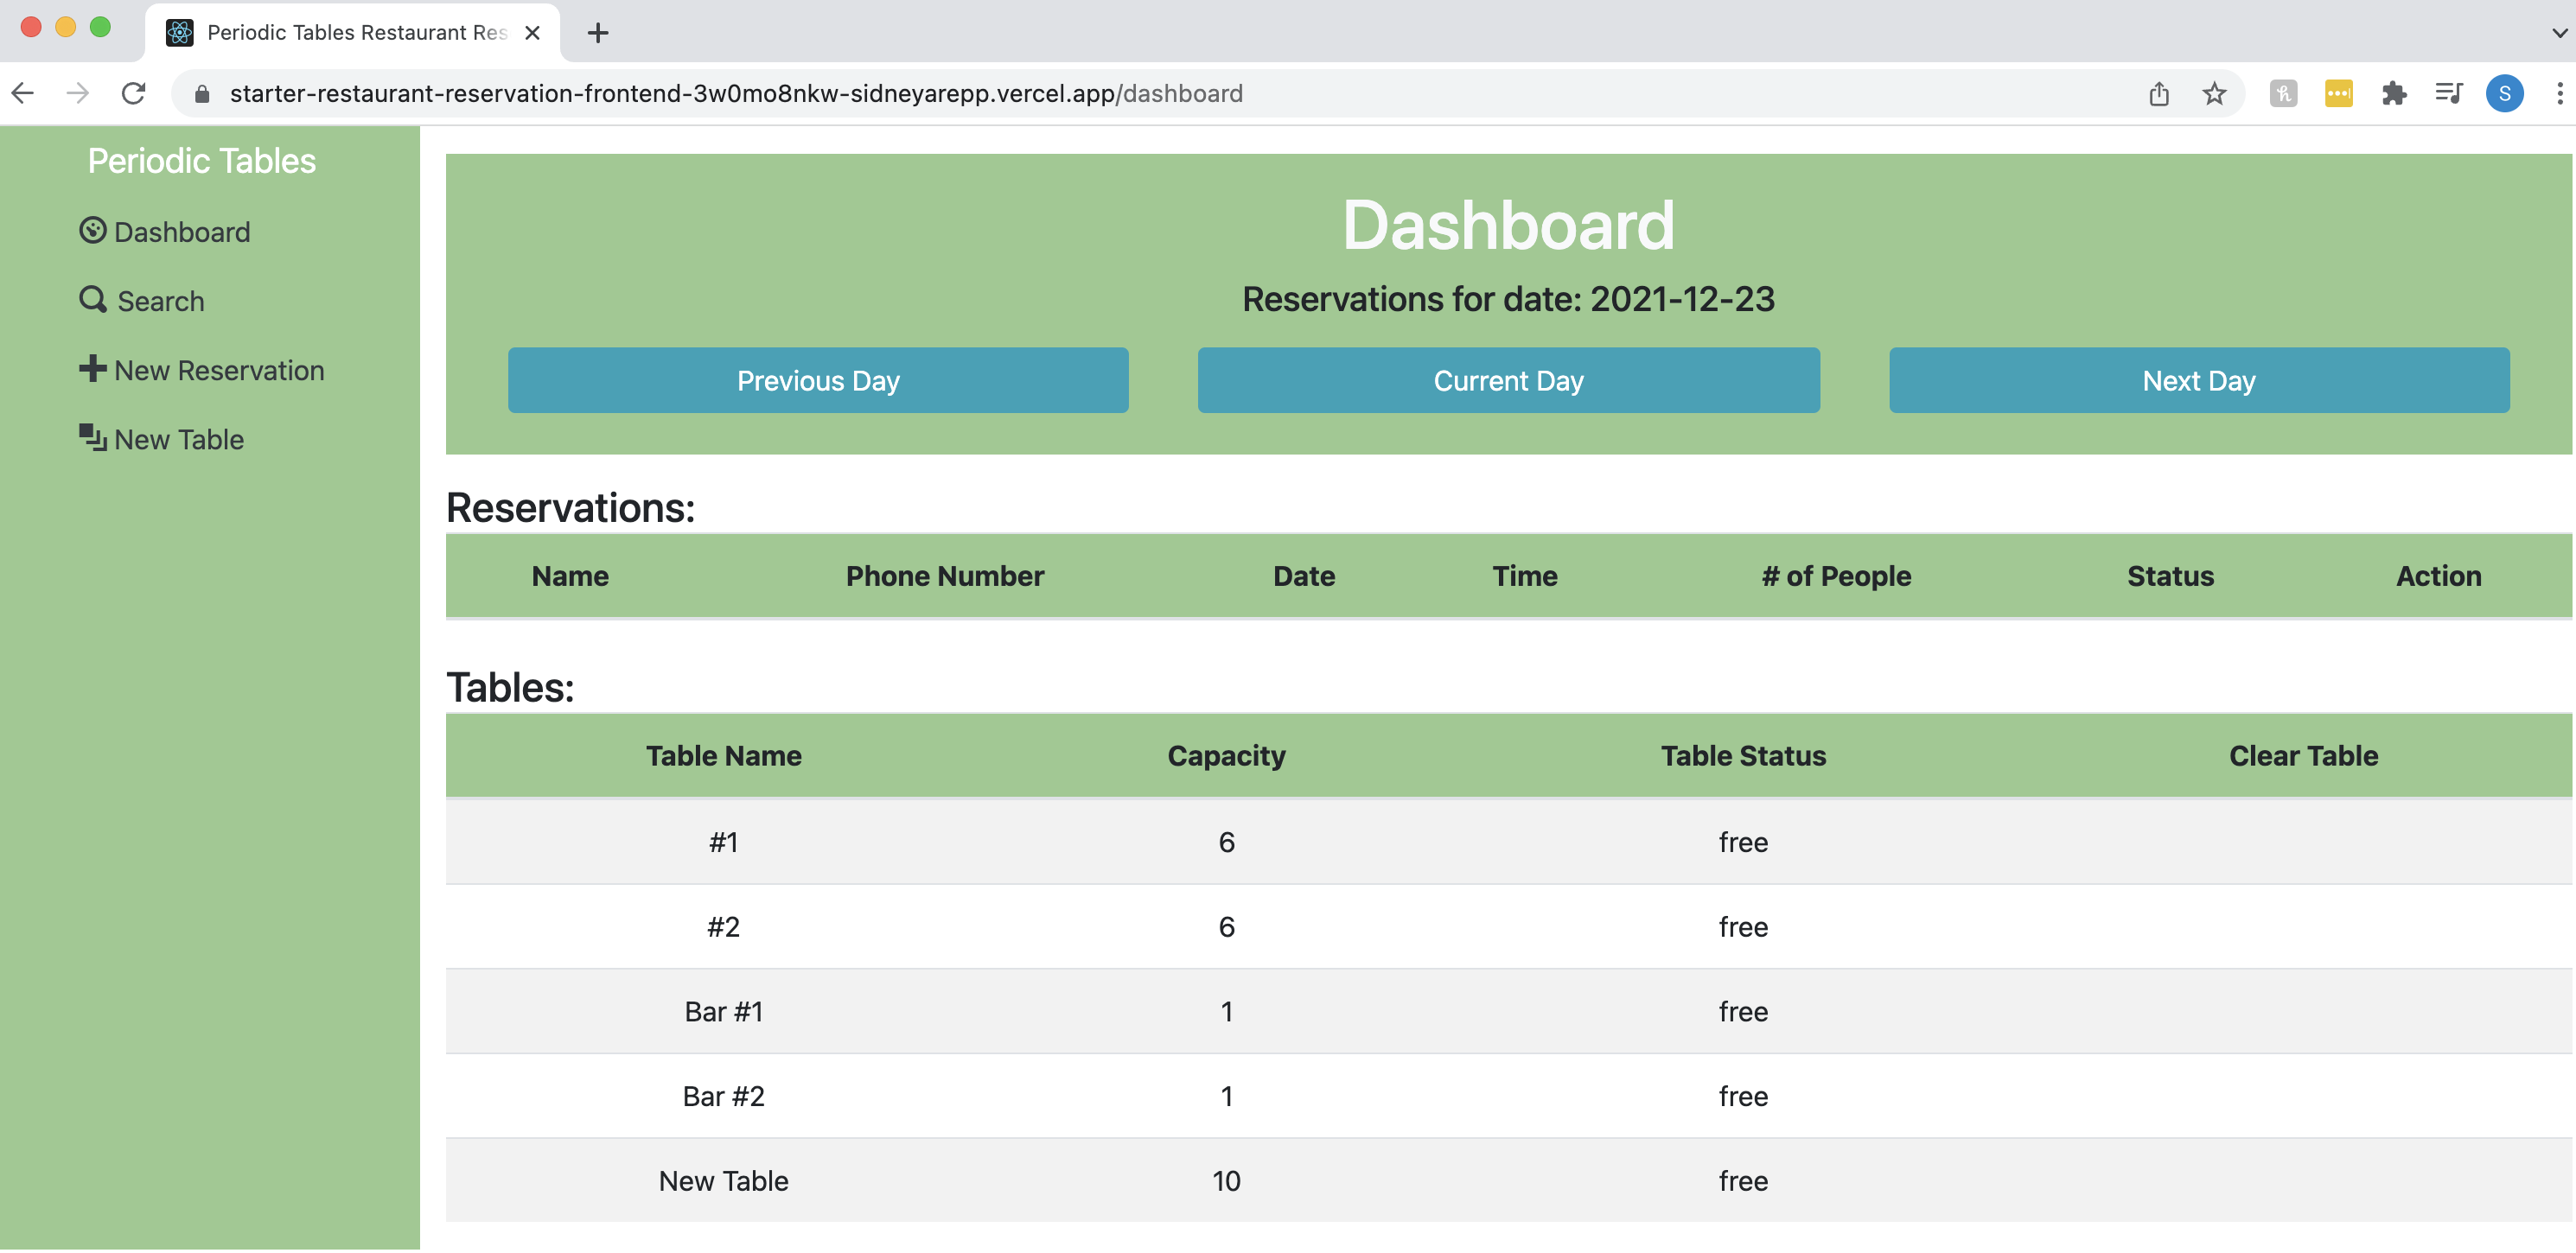 Periodic Tables Restaurant Res
starter-restaurant-reservation-frontend-3w0mo8nkw-sidneyarepp.vercel.app/dashboard
S
Periodic Tables
Dashboard
Search
New Reservation
New Table
Dashboard
Reservations for date: 2021-12-23
Previous Day Current Day Next Day
Reservations:
Name Phone Number Date Time # of People Status Action
Tables:
Table Name Capacity Table Status Clear Table
#1 6 free
#2 6 free
Bar #1 1 free
Bar #2 1 free
New Table 10 free